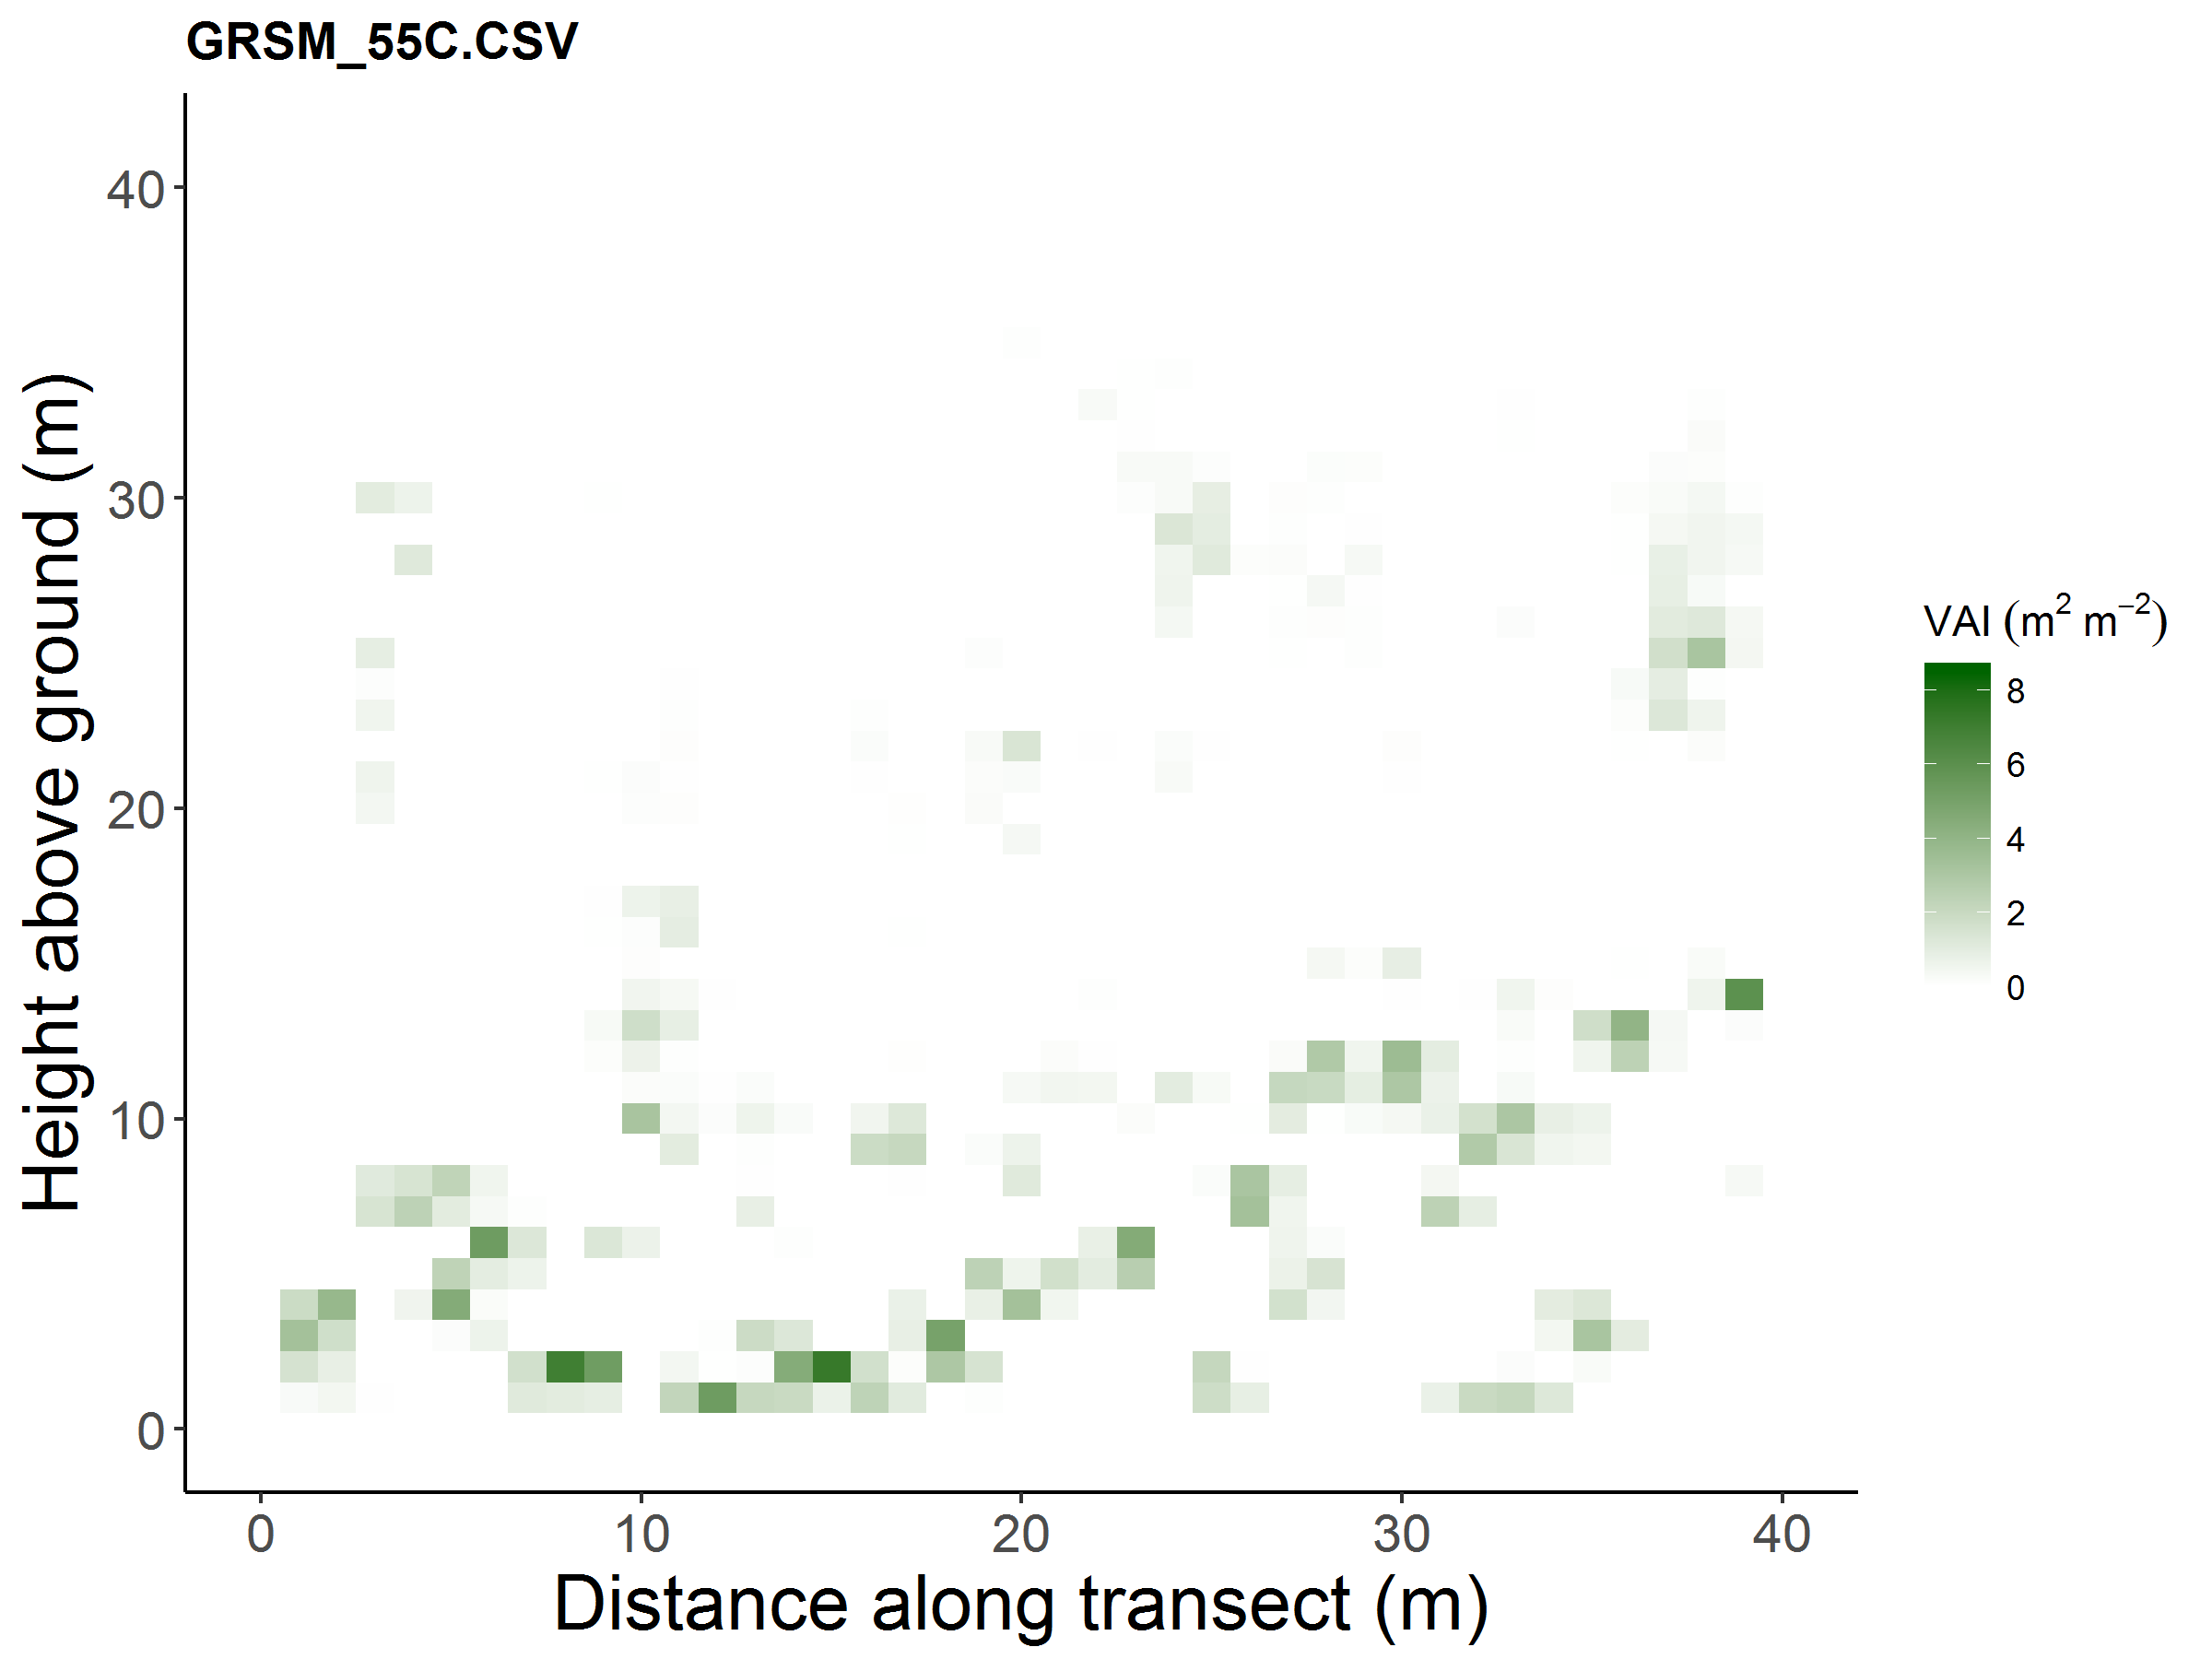 GRSM_55C.CSV
Height above ground (m)
40
30
20
10
0
0 10 20 30 40
Distance along transect (m)
VAI (m² m⁻²)
8
6
4
2
0